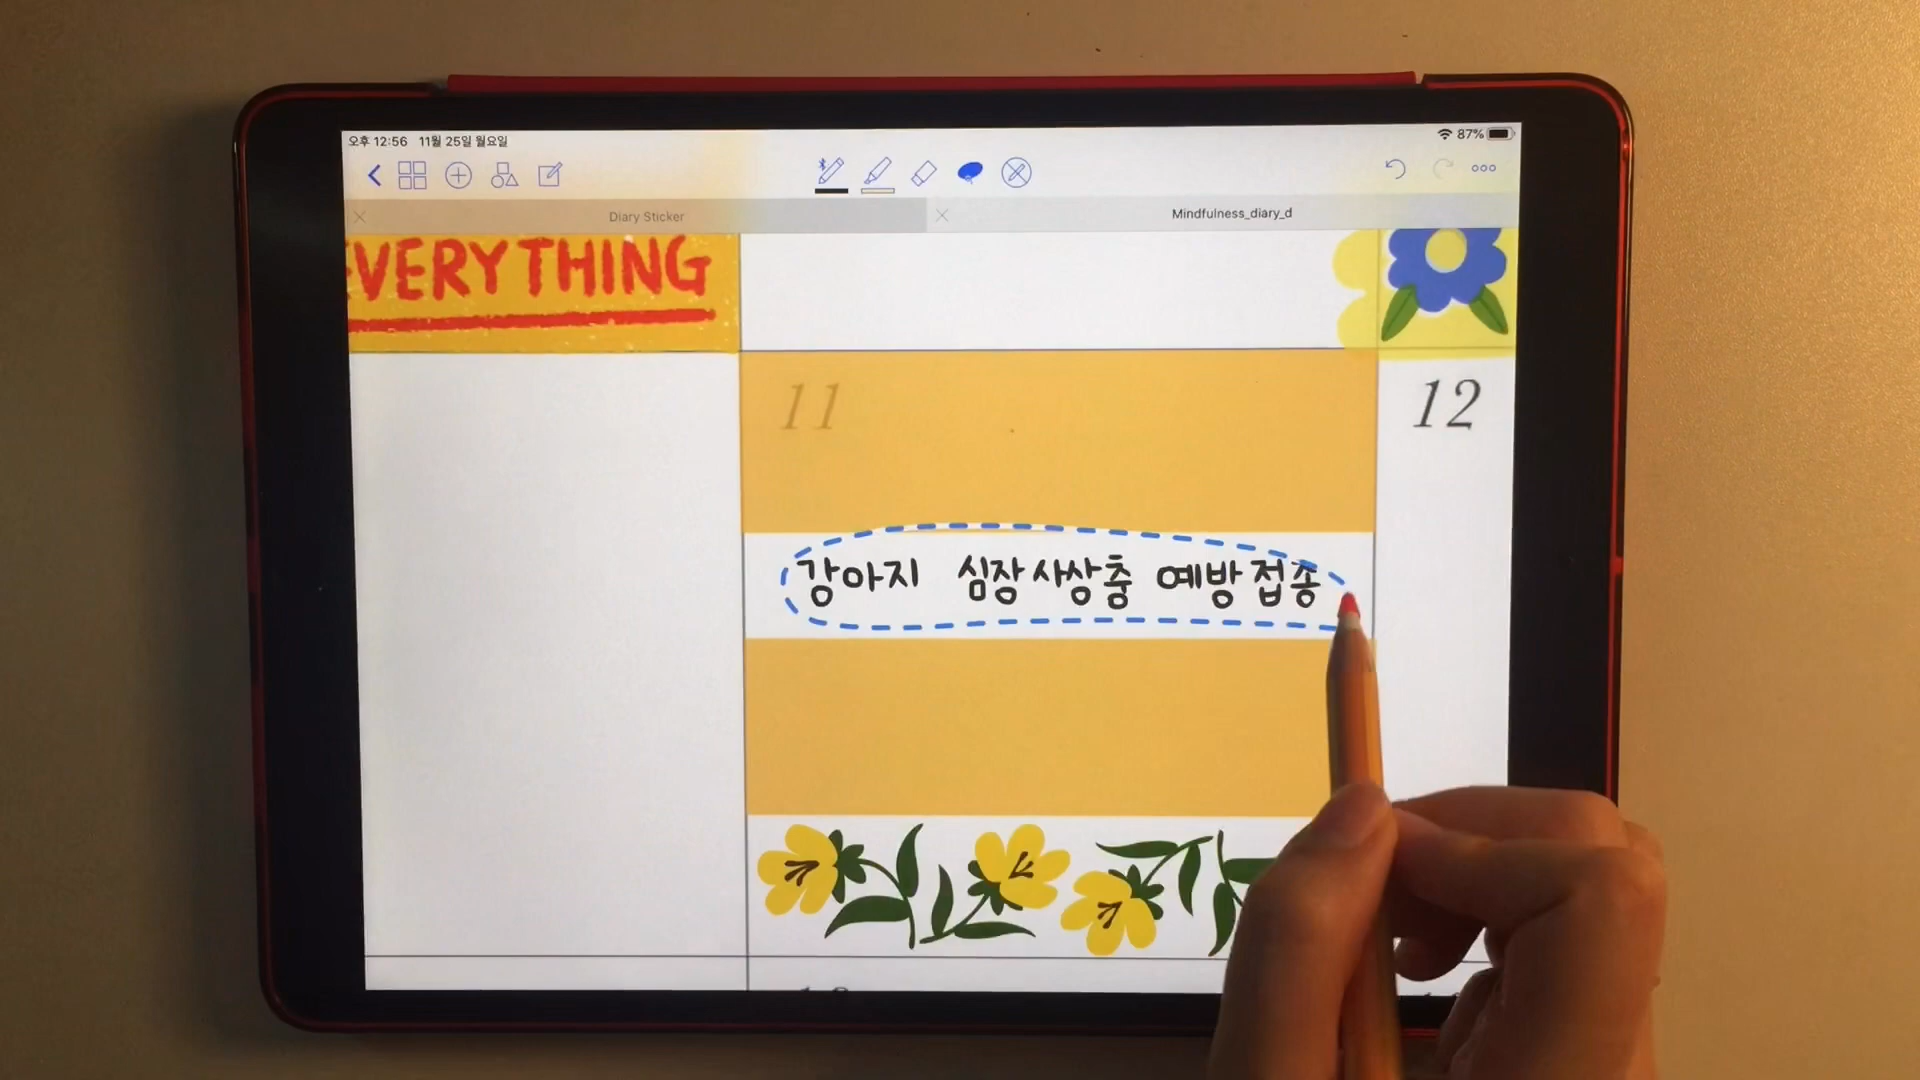 오후 12:56 11월 25일 월요일
87%
Diary Sticker
Mindfulness_diary_d
VERYTHING
11
12
강아지 심장사상충 예방접종